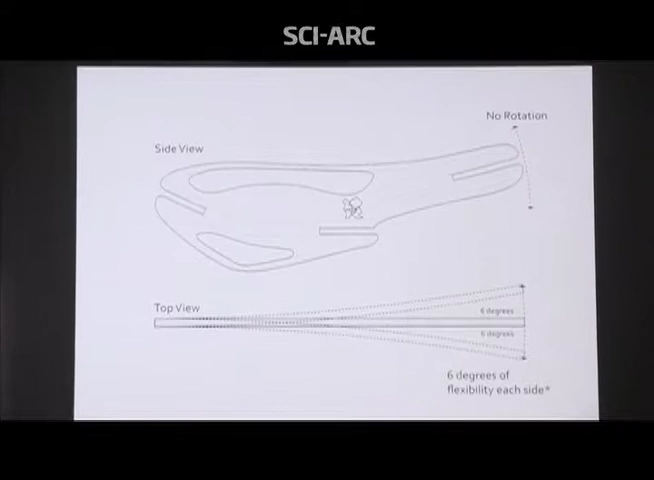 SCI-ARC
No Rotation
Side View
Top View
6 degrees
6 degrees
6 degrees of
flexibility each side*